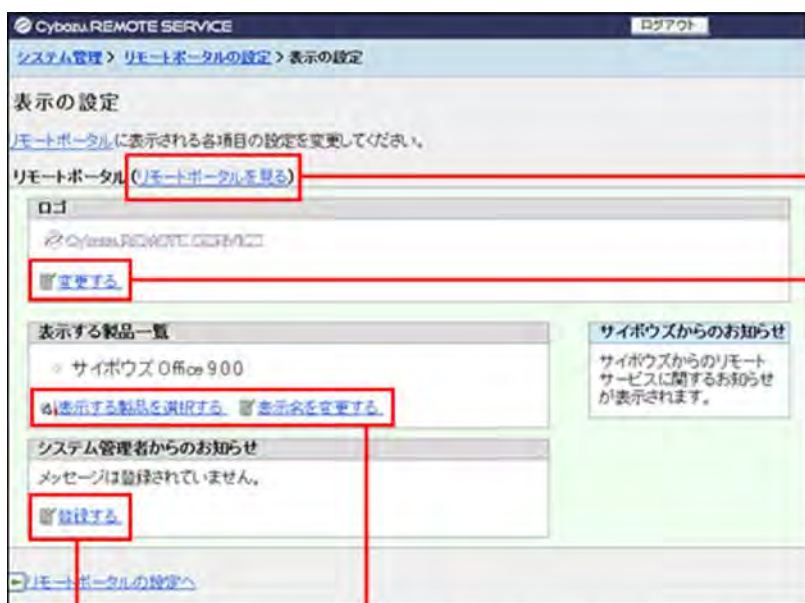 Cybozu.REMOTE SERVICE
ログアウト
システム管理 > リモートポータルの設定 > 表示の設定
表示の設定
リモートポータルに表示される各項目の設定を変更してください。
リモートポータル (リモートポータルを見る)
ロゴ
Cybozu.REMOTE SERVICE
変更する
表示する製品一覧
サイボウズ Office 9.0.0
表示する製品を選択する 表示名を変更する
サイボウズからのお知らせ
サイボウズからのリモート
サービスに関するお知らせ
が表示されます。
システム管理者からのお知らせ
メッセージは登録されていません。
登録する
リモートポータルの設定へ